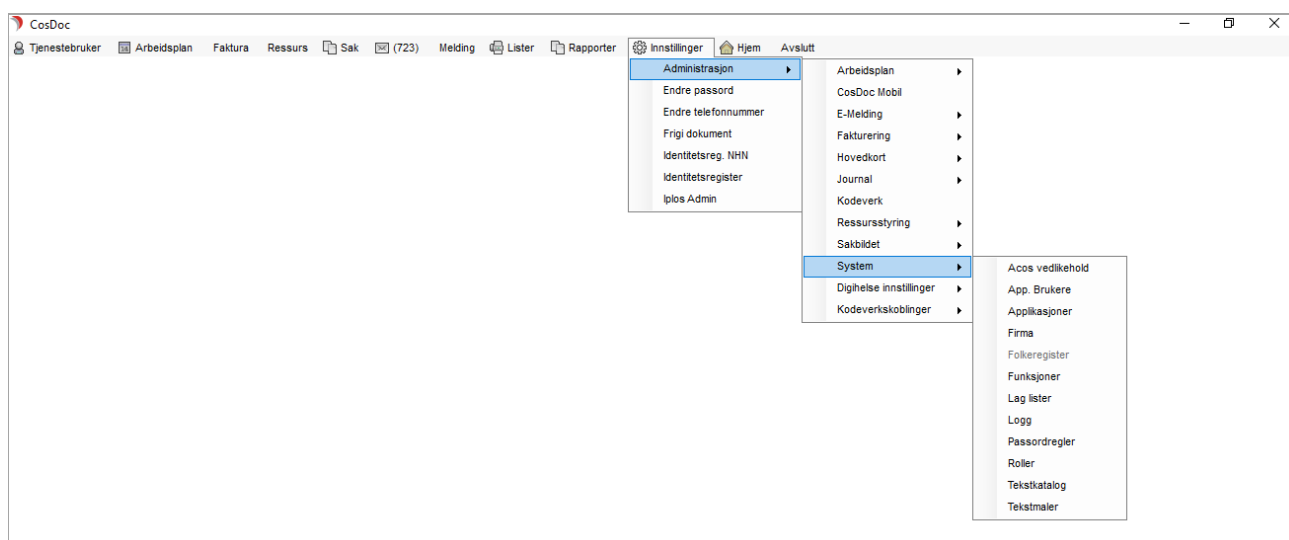 CosDoc
Tjenestebruker Arbeidsplan Faktura Ressurs Sak (723) Melding Lister Rapporter Innstillinger Hjem Avslutt
Administrasjon
Endre passord
Endre telefonnummer
Frigi dokument
Identitetsreg. NHN
Identitetsregister
Iplos Admin
Arbeidsplan
CosDoc Mobil
E-Melding
Fakturering
Hovedkort
Journal
Kodeverk
Ressursstyring
Sakbildet
System
Digihelse innstillinger
Kodeverkskoblinger
Acos vedlikehold
App. Brukere
Applikasjoner
Firma
Folkeregister
Funksjoner
Lag lister
Logg
Passordregler
Roller
Tekstkatalog
Tekstmaler